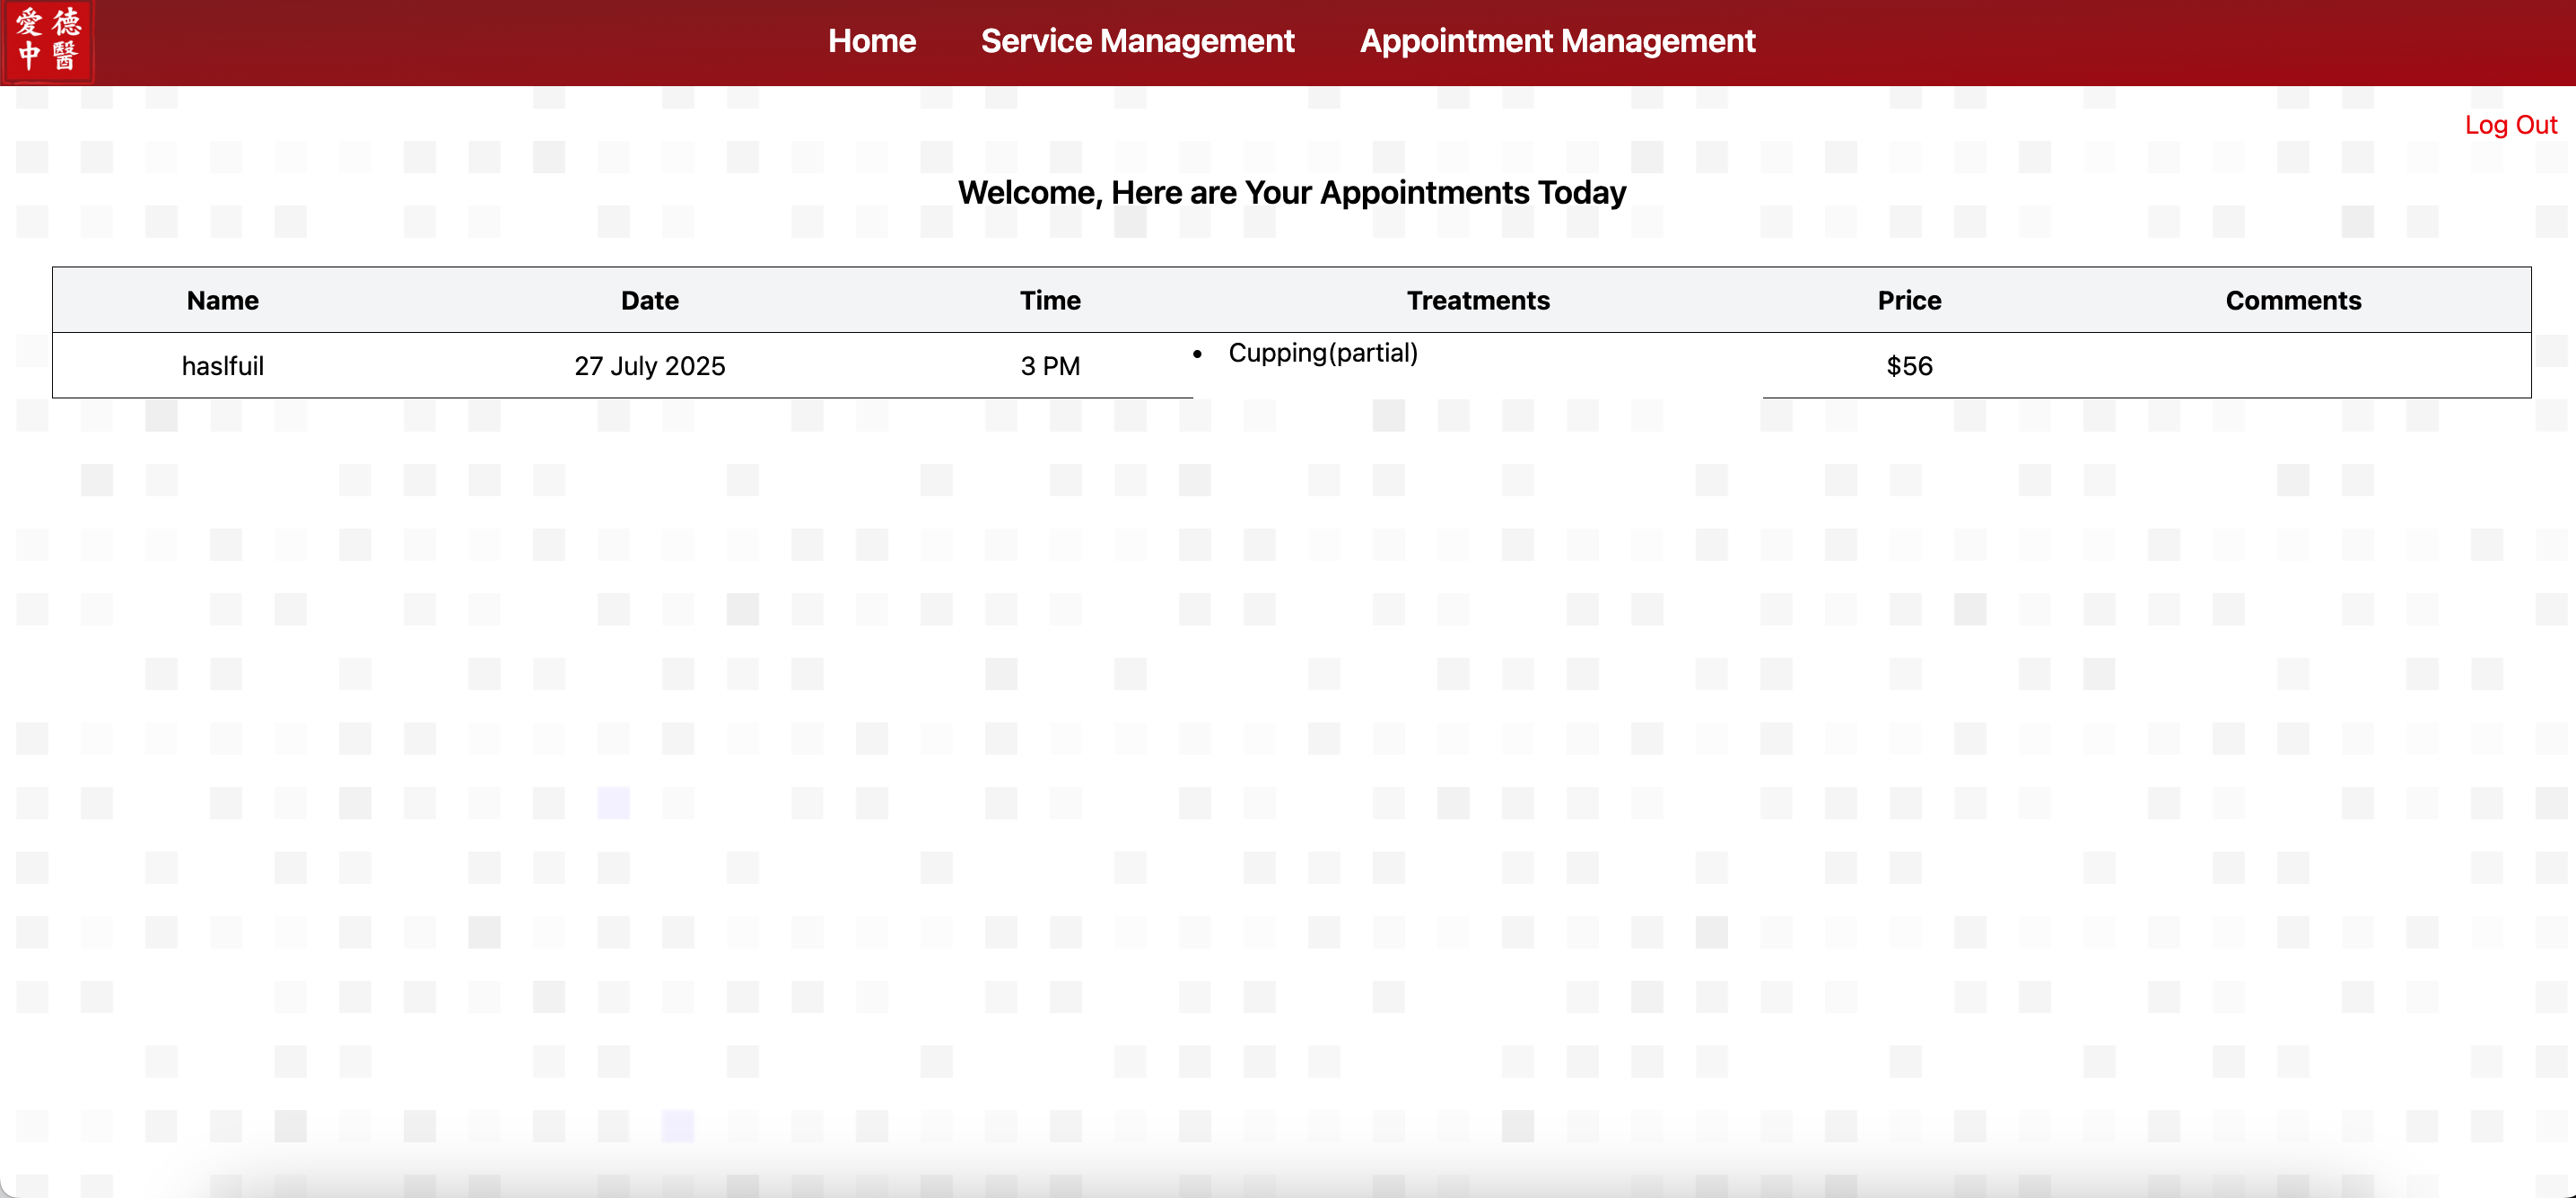 愛德
中醫
Home Service Management Appointment Management
Log Out
Welcome, Here are Your Appointments Today
Name Date Time Treatments Price Comments
haslfuil 27 July 2025 3 PM • Cupping(partial) $56